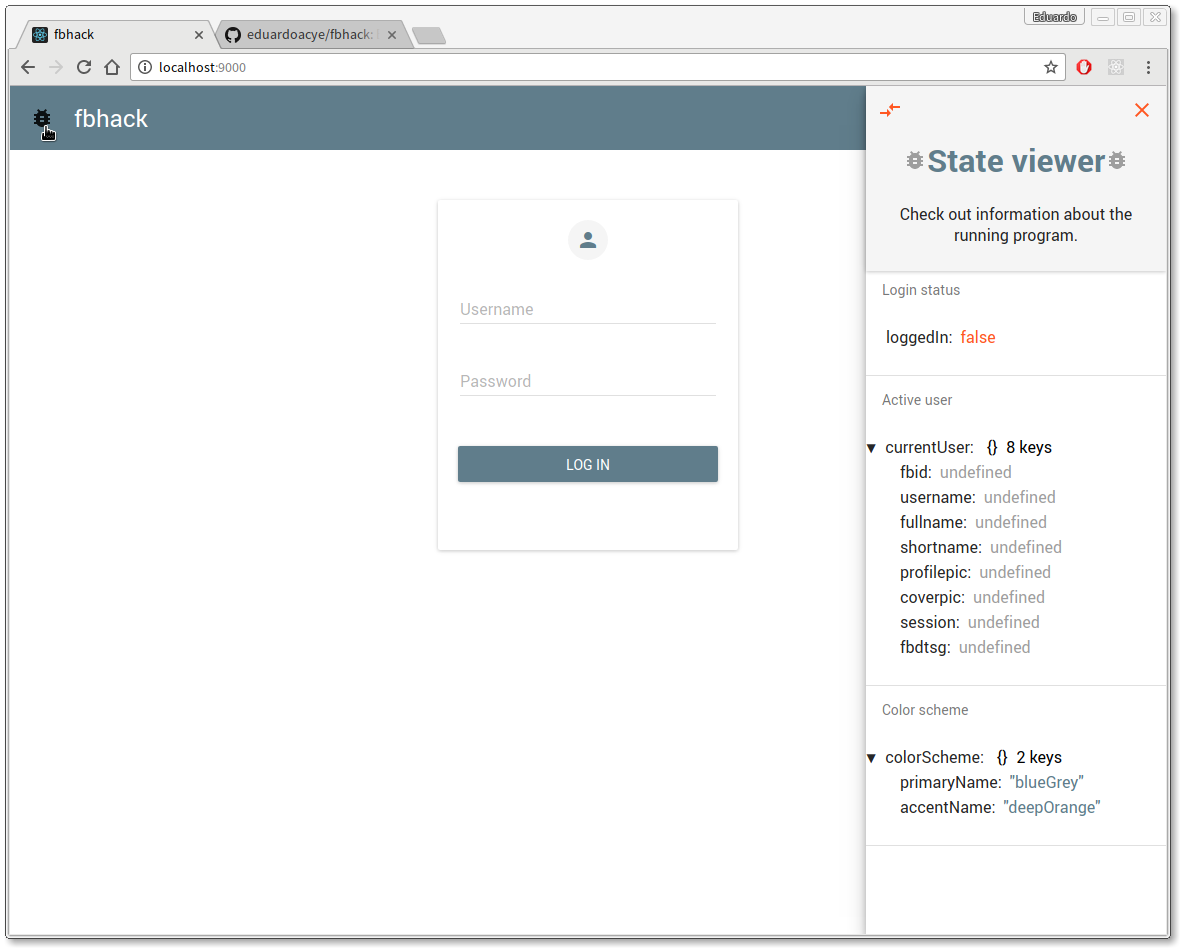 Eduardo
fbhack
eduardoacye/fbhack:
localhost:9000
fbhack
State viewer
Check out information about the
running program.
Username
Password
LOG IN
Login status
loggedIn: false
Active user
▼ currentUser: {} 8 keys
fbid: undefined
username: undefined
fullname: undefined
shortname: undefined
profilepic: undefined
coverpic: undefined
session: undefined
fbdtsg: undefined
Color scheme
▼ colorScheme: {} 2 keys
primaryName: "blueGrey"
accentName: "deepOrange"